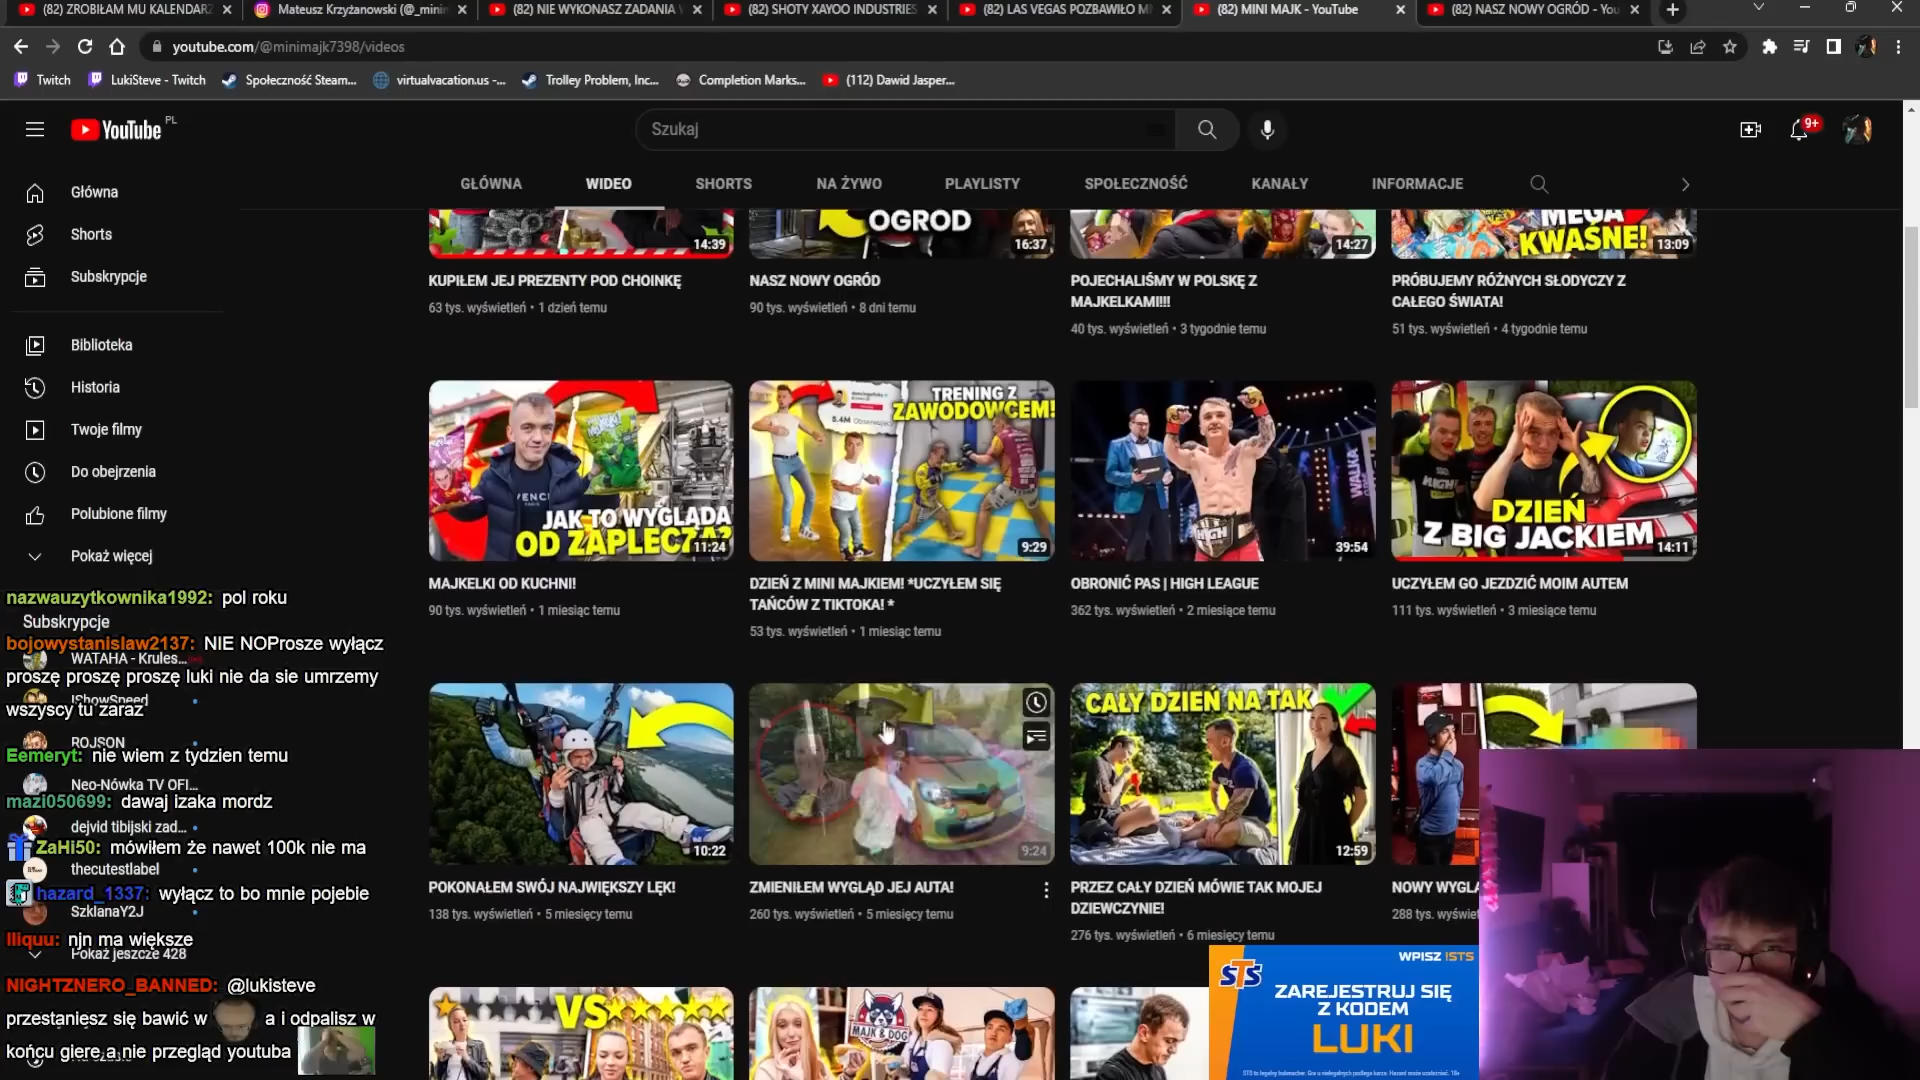 (82) ZROBIŁAM MU KALENDARZ
Mateusz Krzyżanowski (@_minim
(82) NIE WYKONASZ ZADANIA
(82) SHOTY XAYOO INDUSTRIES
(82) LAS VEGAS POZBAWIŁO M
(82) MINI MAJK - YouTube
(82) NASZ NOWY OGRÓD - You
youtube.com/@minimajk7398/videos
Twitch
LukiSteve - Twitch
Społeczność Steam...
virtualvacation.us -...
Trolley Problem, Inc...
Completion Marks...
(112) Dawid Jasper...
YouTube PL
Szukaj
9+
GŁÓWNA
WIDEO
SHORTS
NA ŻYWO
PLAYLISTY
SPOŁECZNOŚĆ
KANAŁY
INFORMACJE
Główna
Shorts
Subskrypcje
Biblioteka
Historia
Twoje filmy
Do obejrzenia
Polubione filmy
Pokaż więcej
14:39
OGRÓD
16:37
14:27
MEGA
KWAŚNE!
13:09
KUPIŁEM JEJ PREZENTY POD CHOINKĘ
63 tys. wyświetleń • 1 dzień temu
NASZ NOWY OGRÓD
90 tys. wyświetleń • 8 dni temu
POJECHALIŚMY W POLSKĘ Z
MAJKELKAMI!!!
40 tys. wyświetleń • 3 tygodnie temu
PRÓBUJEMY RÓŻNYCH SŁODYCZY Z
CAŁEGO ŚWIATA!
51 tys. wyświetleń • 4 tygodnie temu
JAK TO WYGLĄDA
OD ZAPLECZA?
11:24
TRENING Z
ZAWODOWCEM!
5.4M
9:29
WALKA
HIGH
39:54
DZIEŃ
Z BIG JACKIEM
14:11
MAJKELKI OD KUCHNI!
90 tys. wyświetleń • 1 miesiąc temu
DZIEŃ Z MINI MAJKIEM! *UCZYŁEM SIĘ
TAŃCÓW Z TIKTOKA! *
53 tys. wyświetleń • 1 miesiąc temu
OBRONIĆ PAS | HIGH LEAGUE
362 tys. wyświetleń • 2 miesiące temu
UCZYŁEM GO JEZDZIĆ MOIM AUTEM
111 tys. wyświetleń • 3 miesiące temu
10:22
9:24
CAŁY DZIEŃ NA TAK
12:59
POKONAŁEM SWÓJ NAJWIĘKSZY LĘK!
138 tys. wyświetleń • 5 miesięcy temu
ZMIENIŁEM WYGLĄD JEJ AUTA!
260 tys. wyświetleń • 5 miesięcy temu
PRZEZ CAŁY DZIEŃ MÓWIE TAK MOJEJ
DZIEWCZYNIE!
276 tys. wyświetleń • 6 miesięcy temu
NOWY WYGLĄ
288 tys. wyświetl
VS
MAJK & DOG
nazwauzytkownika1992: pol roku
Subskrypcje
bojowystanislaw2137: NIE NOProsze wyłącz
WATAHA - Krules...
proszę proszę proszę luki nie da sie umrzemy
IShowSpeed
wszyscy tu zaraz
ROJSON
Eemeryt: nie wiem z tydzien temu
Neo-Nówka TV OFI...
mazi050699: dawaj izaka mordz
dejvid tibijski zad...
ZaHi50: mówiłem że nawet 100k nie ma
thecutestlabel
hazard_1337: wyłącz to bo mnie pojebie
SzklanaY2J
lliquu: njn ma większe
Pokaż jeszcze 428
NIGHTZNERO_BANNED: @lukisteve
przestaniesz się bawić w a i odpalisz w
końcu giere,a nie przegląd youtuba
STS
WPISZ !STS
ZAREJESTRUJ SIĘ
Z KODEM
LUKI